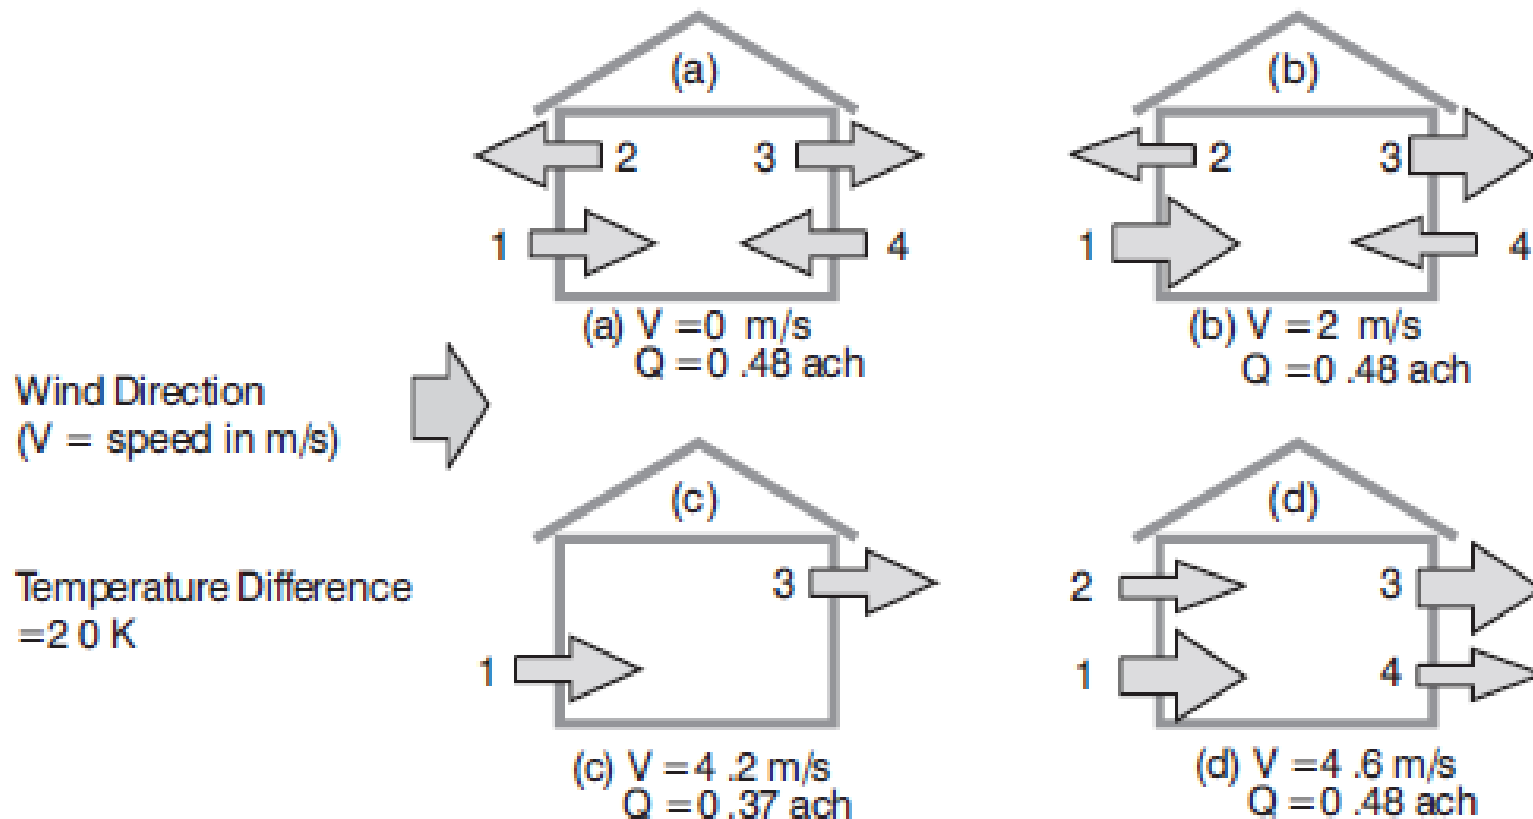 (a)
2 3
1 4
(a) V =0 m/s
Q =0 .48 ach
(b)
2 3
1 4
(b) V =2 m/s
Q =0 .48 ach
Wind Direction
(V = speed in m/s)
Temperature Difference
=2 0 K
(c)
3
1
(c) V =4 .2 m/s
Q =0 .37 ach
(d)
2 3
1 4
(d) V =4 .6 m/s
Q =0 .48 ach